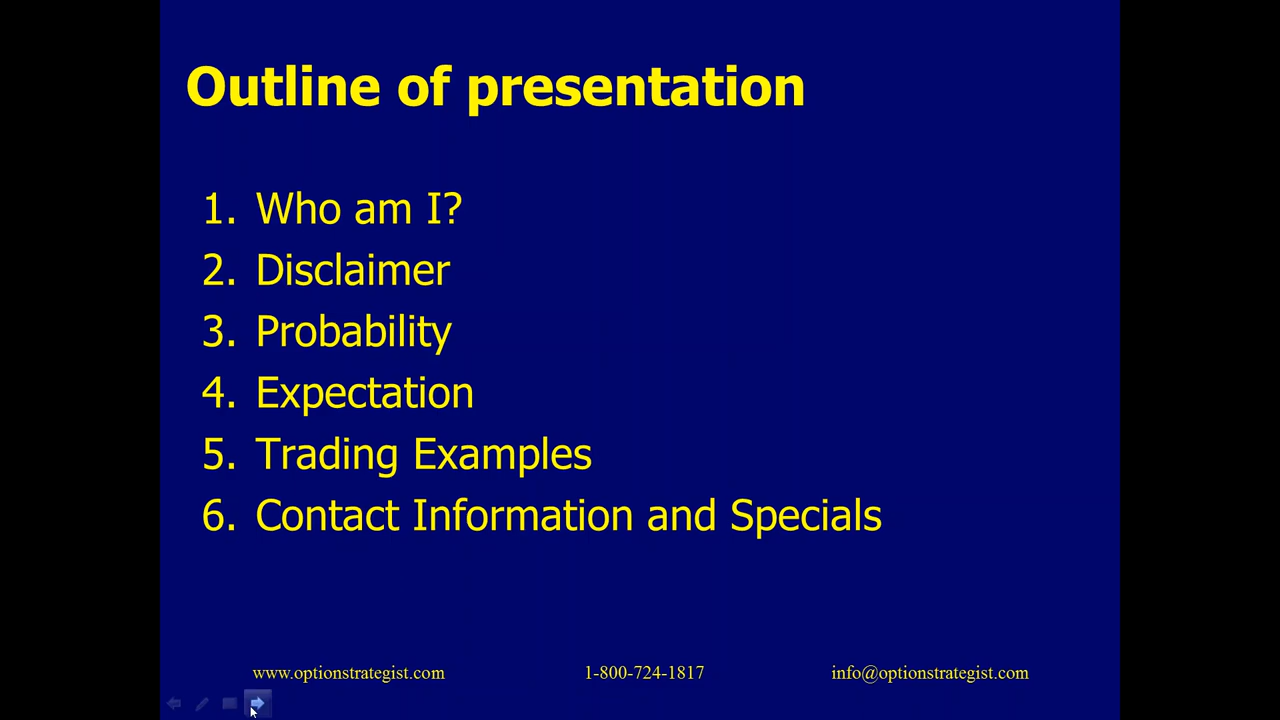 Outline of presentation
1. Who am I?
2. Disclaimer
3. Probability
4. Expectation
5. Trading Examples
6. Contact Information and Specials
www.optionstrategist.com 1-800-724-1817 info@optionstrategist.com